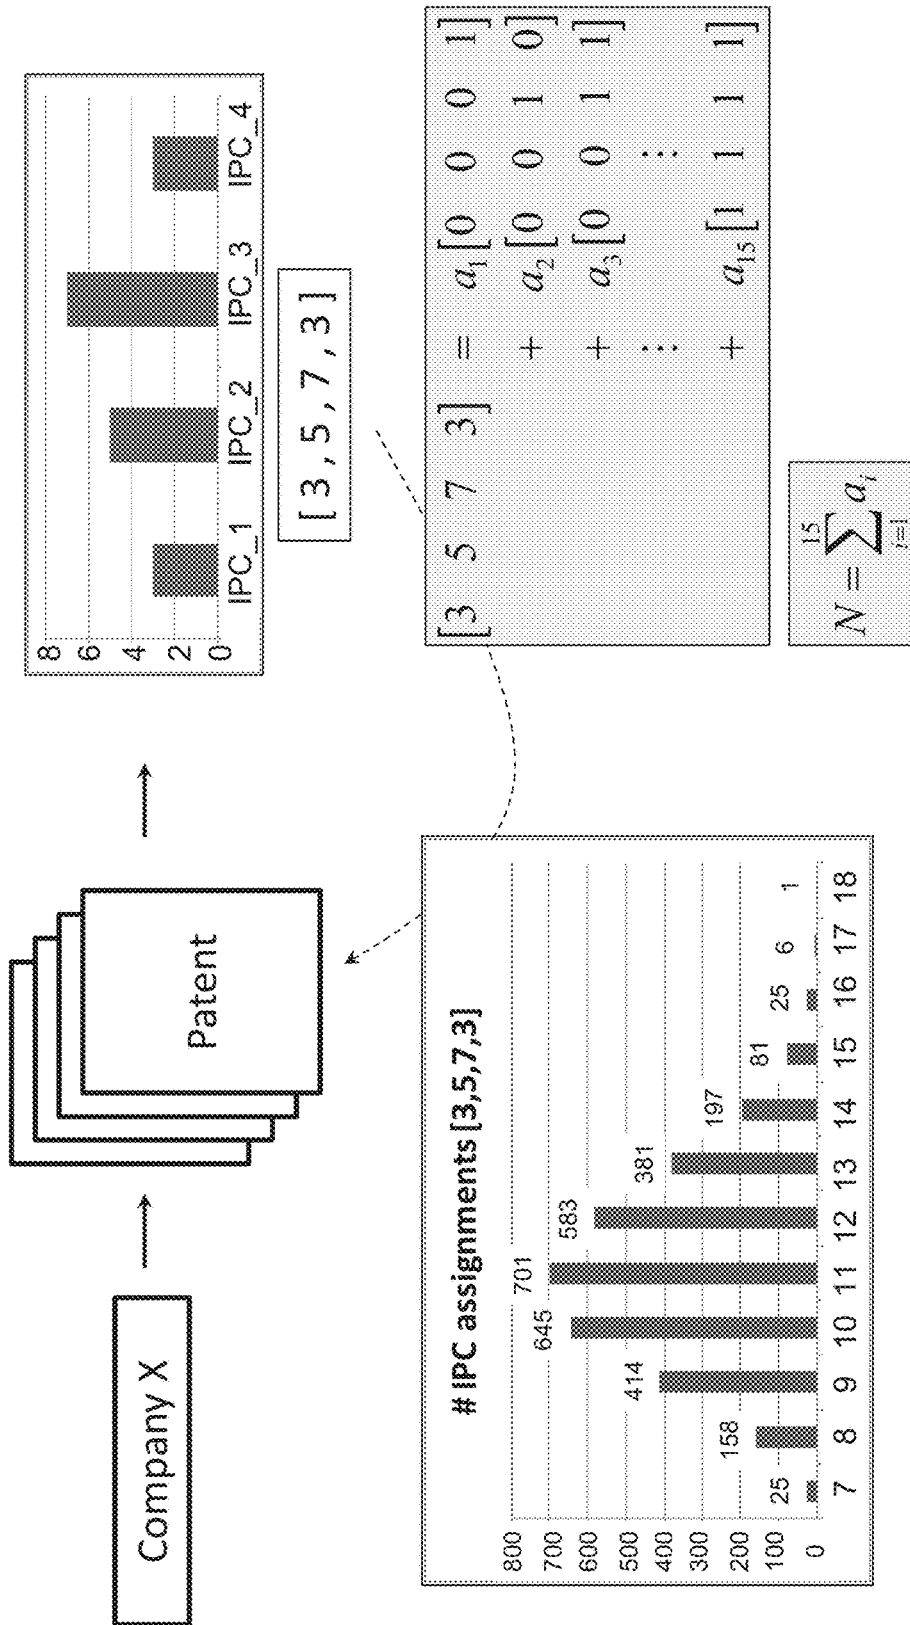 Company X
Patent
8
6
4
2
0
IPC_1 IPC_2 IPC_3 IPC_4
[3,5,7,3]
# IPC assignments [3,5,7,3]
800
700
600
500
400
300
200
100
0
25 158 414 645 701 583 381 197 81 25 6 1
7 8 9 10 11 12 13 14 15 16 17 18
[3 5 7 3] = a₁[0 0 0 1]
+ a₂[0 0 1 0]
+ a₃[0 0 1 1]
⋮ ⋮
+ a₁₅[1 1 1 1]
N = ∑_{i=1}^{15} a_i